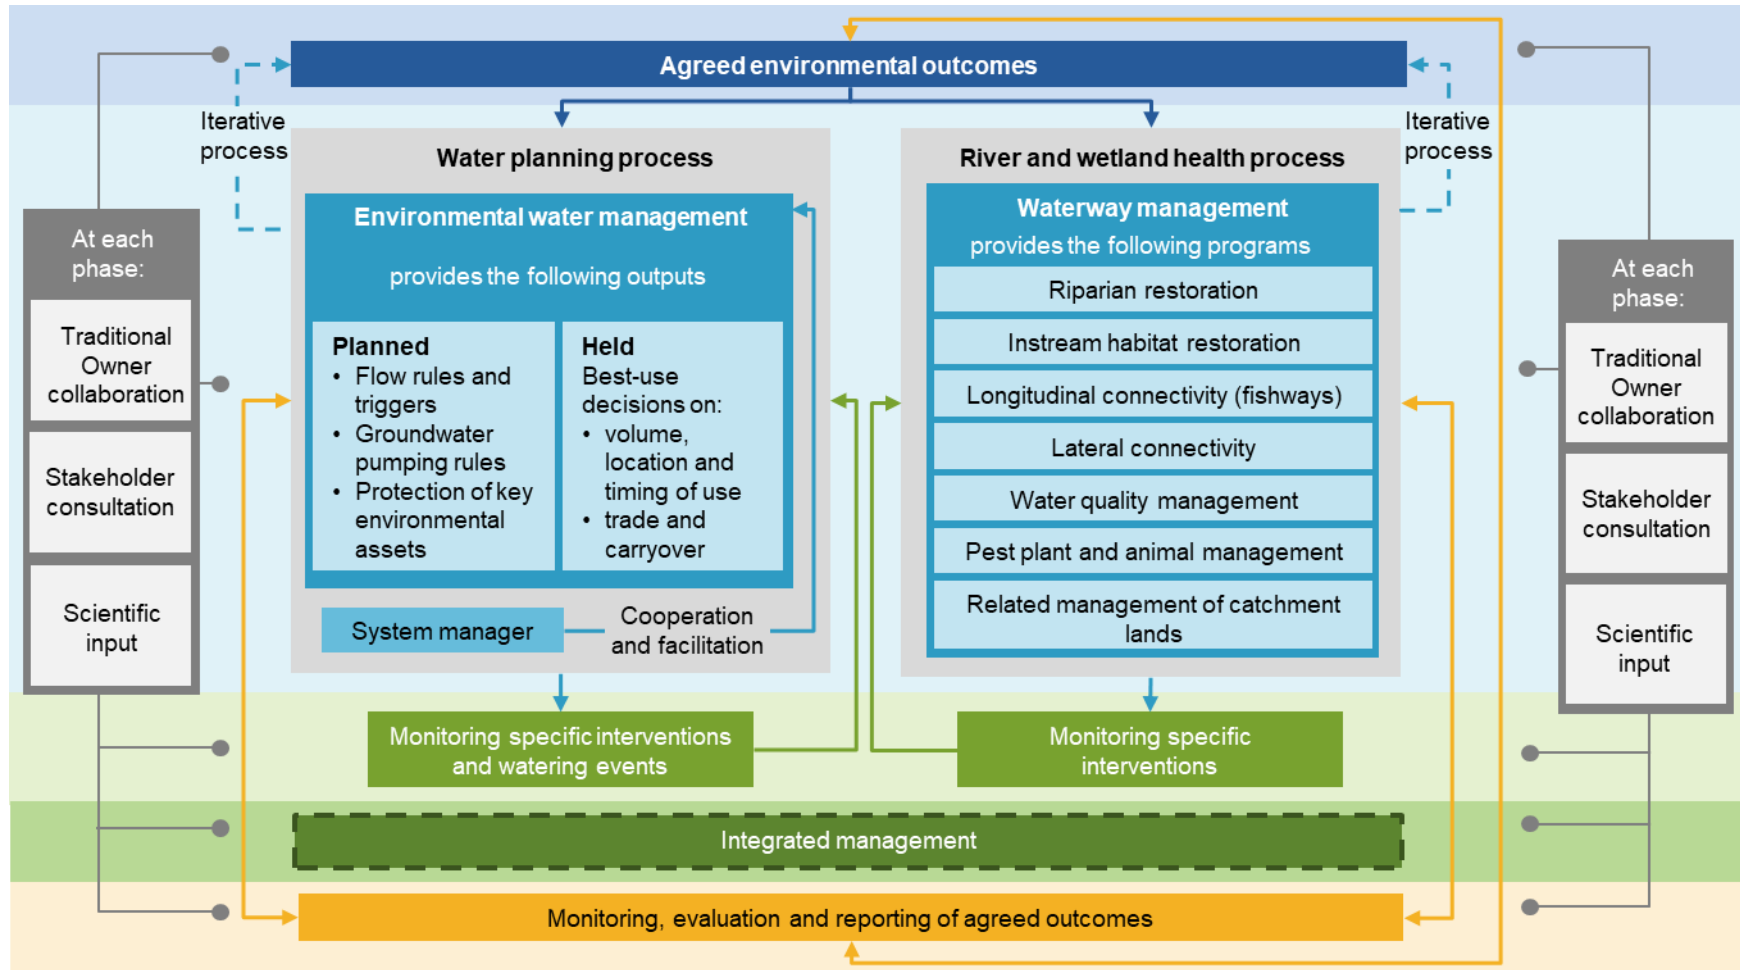 Agreed environmental outcomes
Iterative
process
Iterative
process
At each
phase:
Traditional
Owner
collaboration
Stakeholder
consultation
Scientific
input
Water planning process
Environmental water management
provides the following outputs
Planned
• Flow rules and
triggers
• Groundwater
pumping rules
• Protection of key
environmental
assets
Held
Best-use
decisions on:
• volume,
location and
timing of use
• trade and
carryover
System manager
Cooperation
and facilitation
River and wetland health process
Waterway management
provides the following programs
Riparian restoration
Instream habitat restoration
Longitudinal connectivity (fishways)
Lateral connectivity
Water quality management
Pest plant and animal management
Related management of catchment
lands
At each
phase:
Traditional
Owner
collaboration
Stakeholder
consultation
Scientific
input
Monitoring specific interventions
and watering events
Monitoring specific
interventions
Integrated management
Monitoring, evaluation and reporting of agreed outcomes